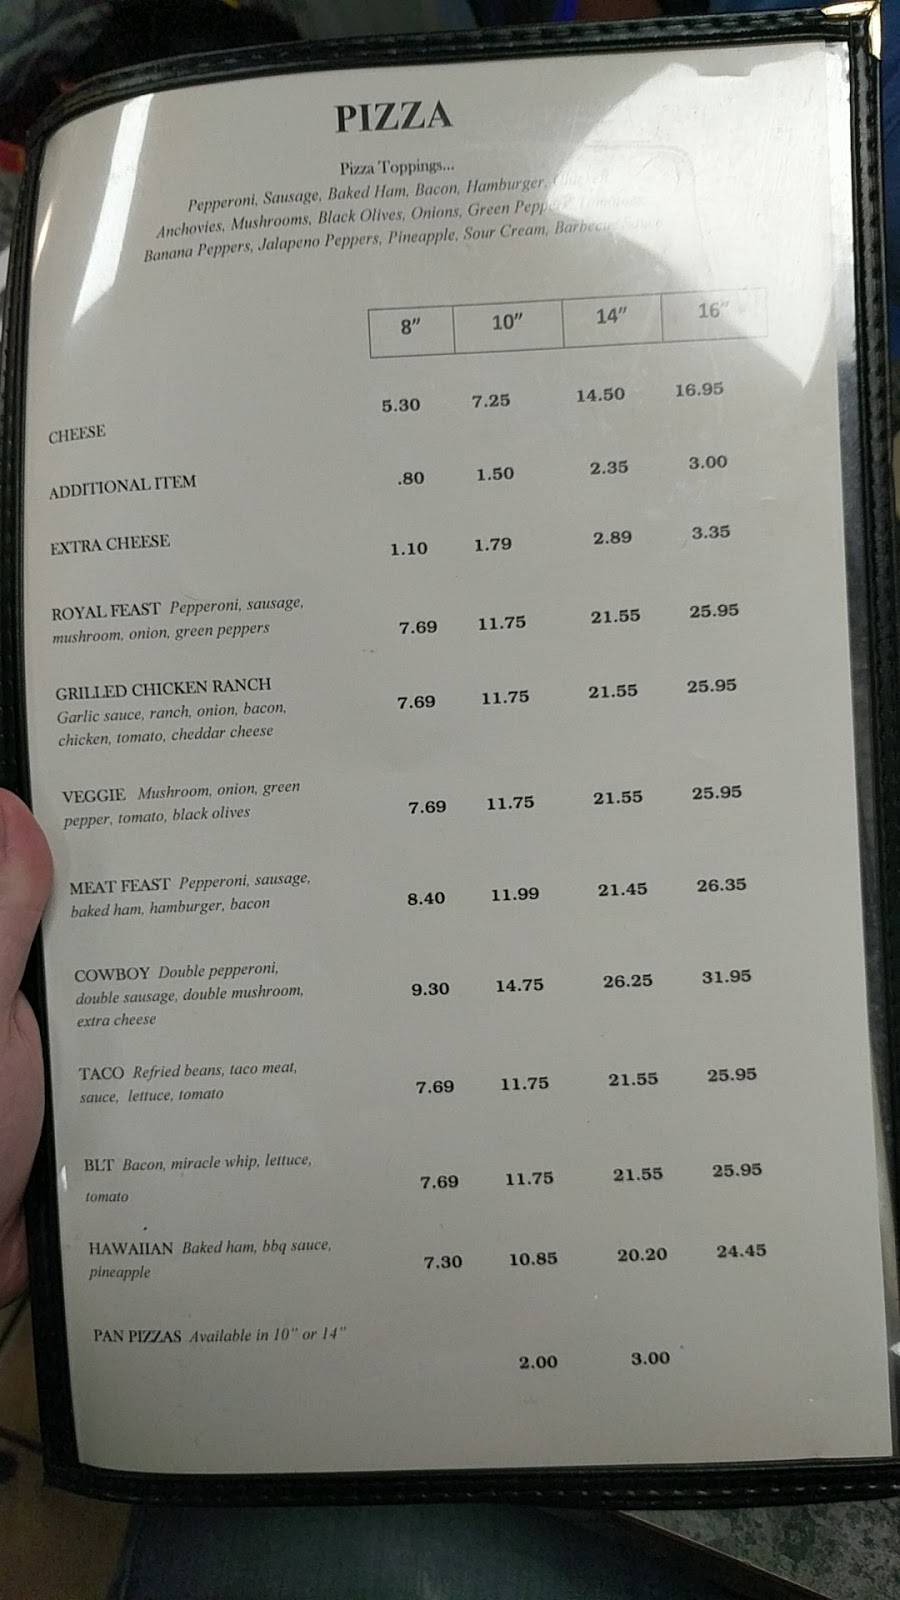 PIZZA
Pizza Toppings...
Pepperoni, Sausage, Baked Ham, Bacon, Hamburger, Chicken
Anchovies, Mushrooms, Black Olives, Onions, Green Peppers, Tomatoes
Banana Peppers, Jalapeno Peppers, Pineapple, Sour Cream, Barbecue Sauce
8" 10" 14" 16"
CHEESE 5.30 7.25 14.50 16.95
ADDITIONAL ITEM .80 1.50 2.35 3.00
EXTRA CHEESE 1.10 1.79 2.89 3.35
ROYAL FEAST Pepperoni, sausage,
mushroom, onion, green peppers 7.69 11.75 21.55 25.95
GRILLED CHICKEN RANCH 7.69 11.75 21.55 25.95
Garlic sauce, ranch, onion, bacon,
chicken, tomato, cheddar cheese
VEGGIE Mushroom, onion, green
pepper, tomato, black olives 7.69 11.75 21.55 25.95
MEAT FEAST Pepperoni, sausage,
baked ham, hamburger, bacon 8.40 11.99 21.45 26.35
COWBOY Double pepperoni,
double sausage, double mushroom, 9.30 14.75 26.25 31.95
extra cheese
TACO Refried beans, taco meat,
sauce, lettuce, tomato 7.69 11.75 21.55 25.95
BLT Bacon, miracle whip, lettuce,
tomato 7.69 11.75 21.55 25.95
HAWAIIAN Baked ham, bbq sauce,
pineapple 7.30 10.85 20.20 24.45
PAN PIZZAS Available in 10" or 14"
2.00 3.00